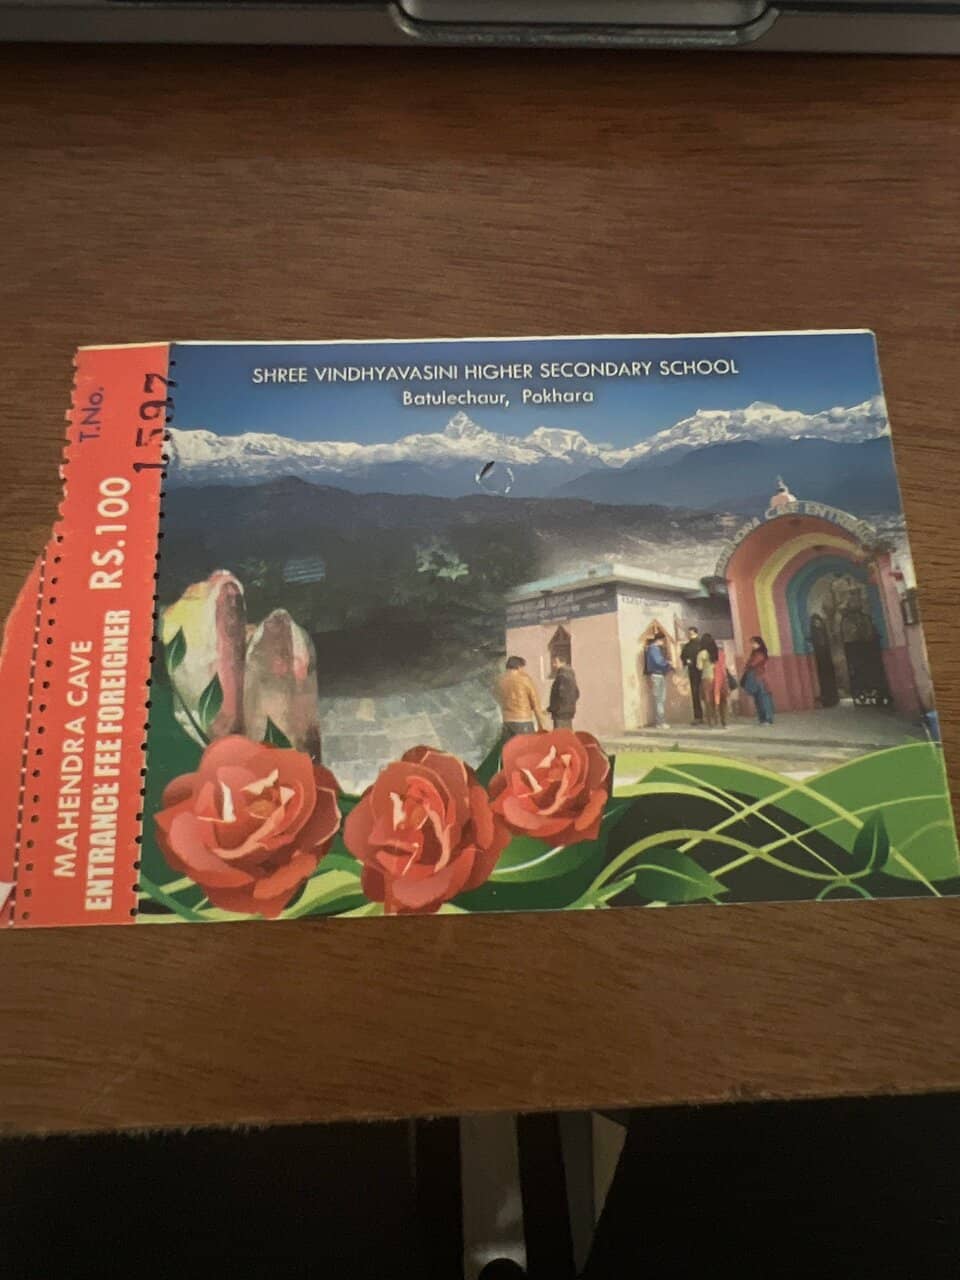 SHREE VINDHYAVASINI HIGHER SECONDARY SCHOOL
Batulechaur, Pokhara
T.No.
1597
MAHENDRA CAVE
ENTRANCE FEE FOREIGNER RS.100